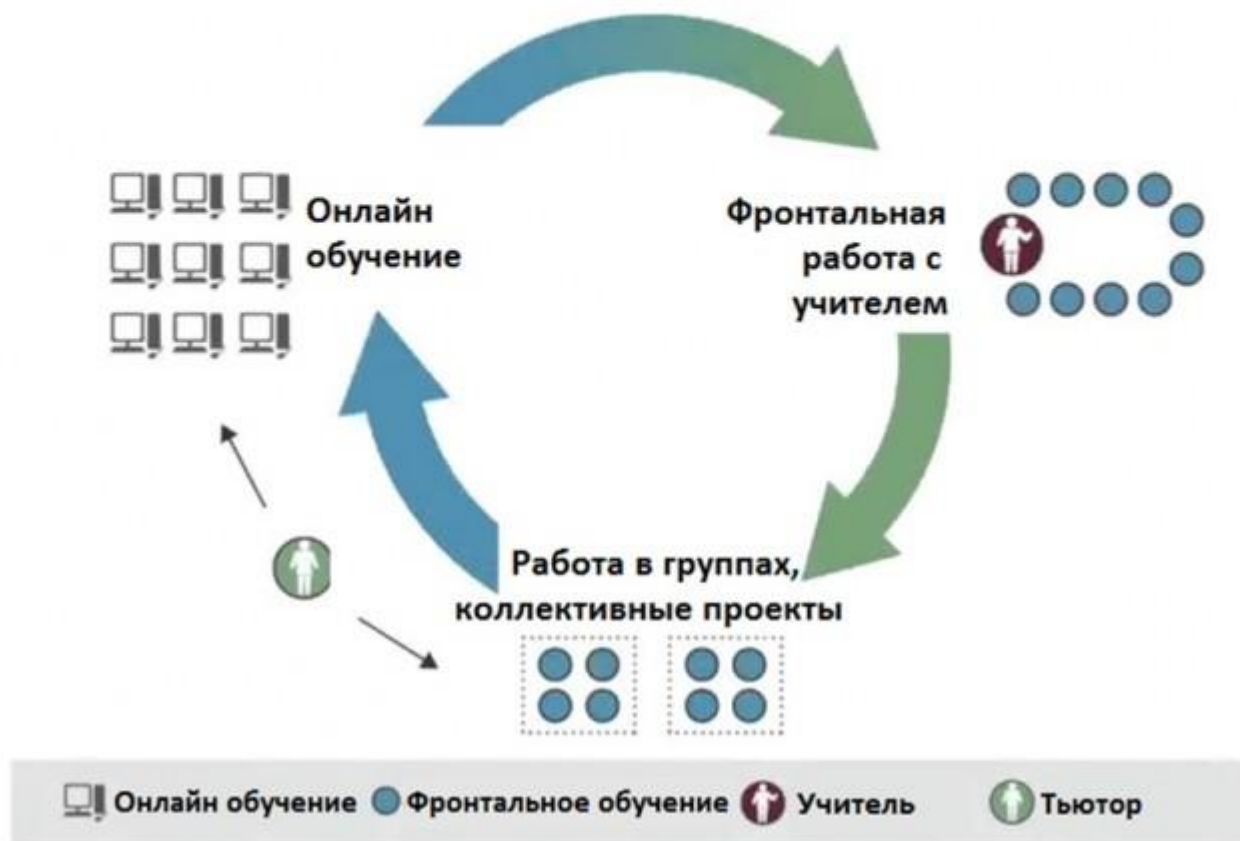 Онлайн
обучение
Фронтальная
работа с
учителем
Работа в группах,
коллективные проекты
Онлайн обучение
Фронтальное обучение
Учитель
Тьютор